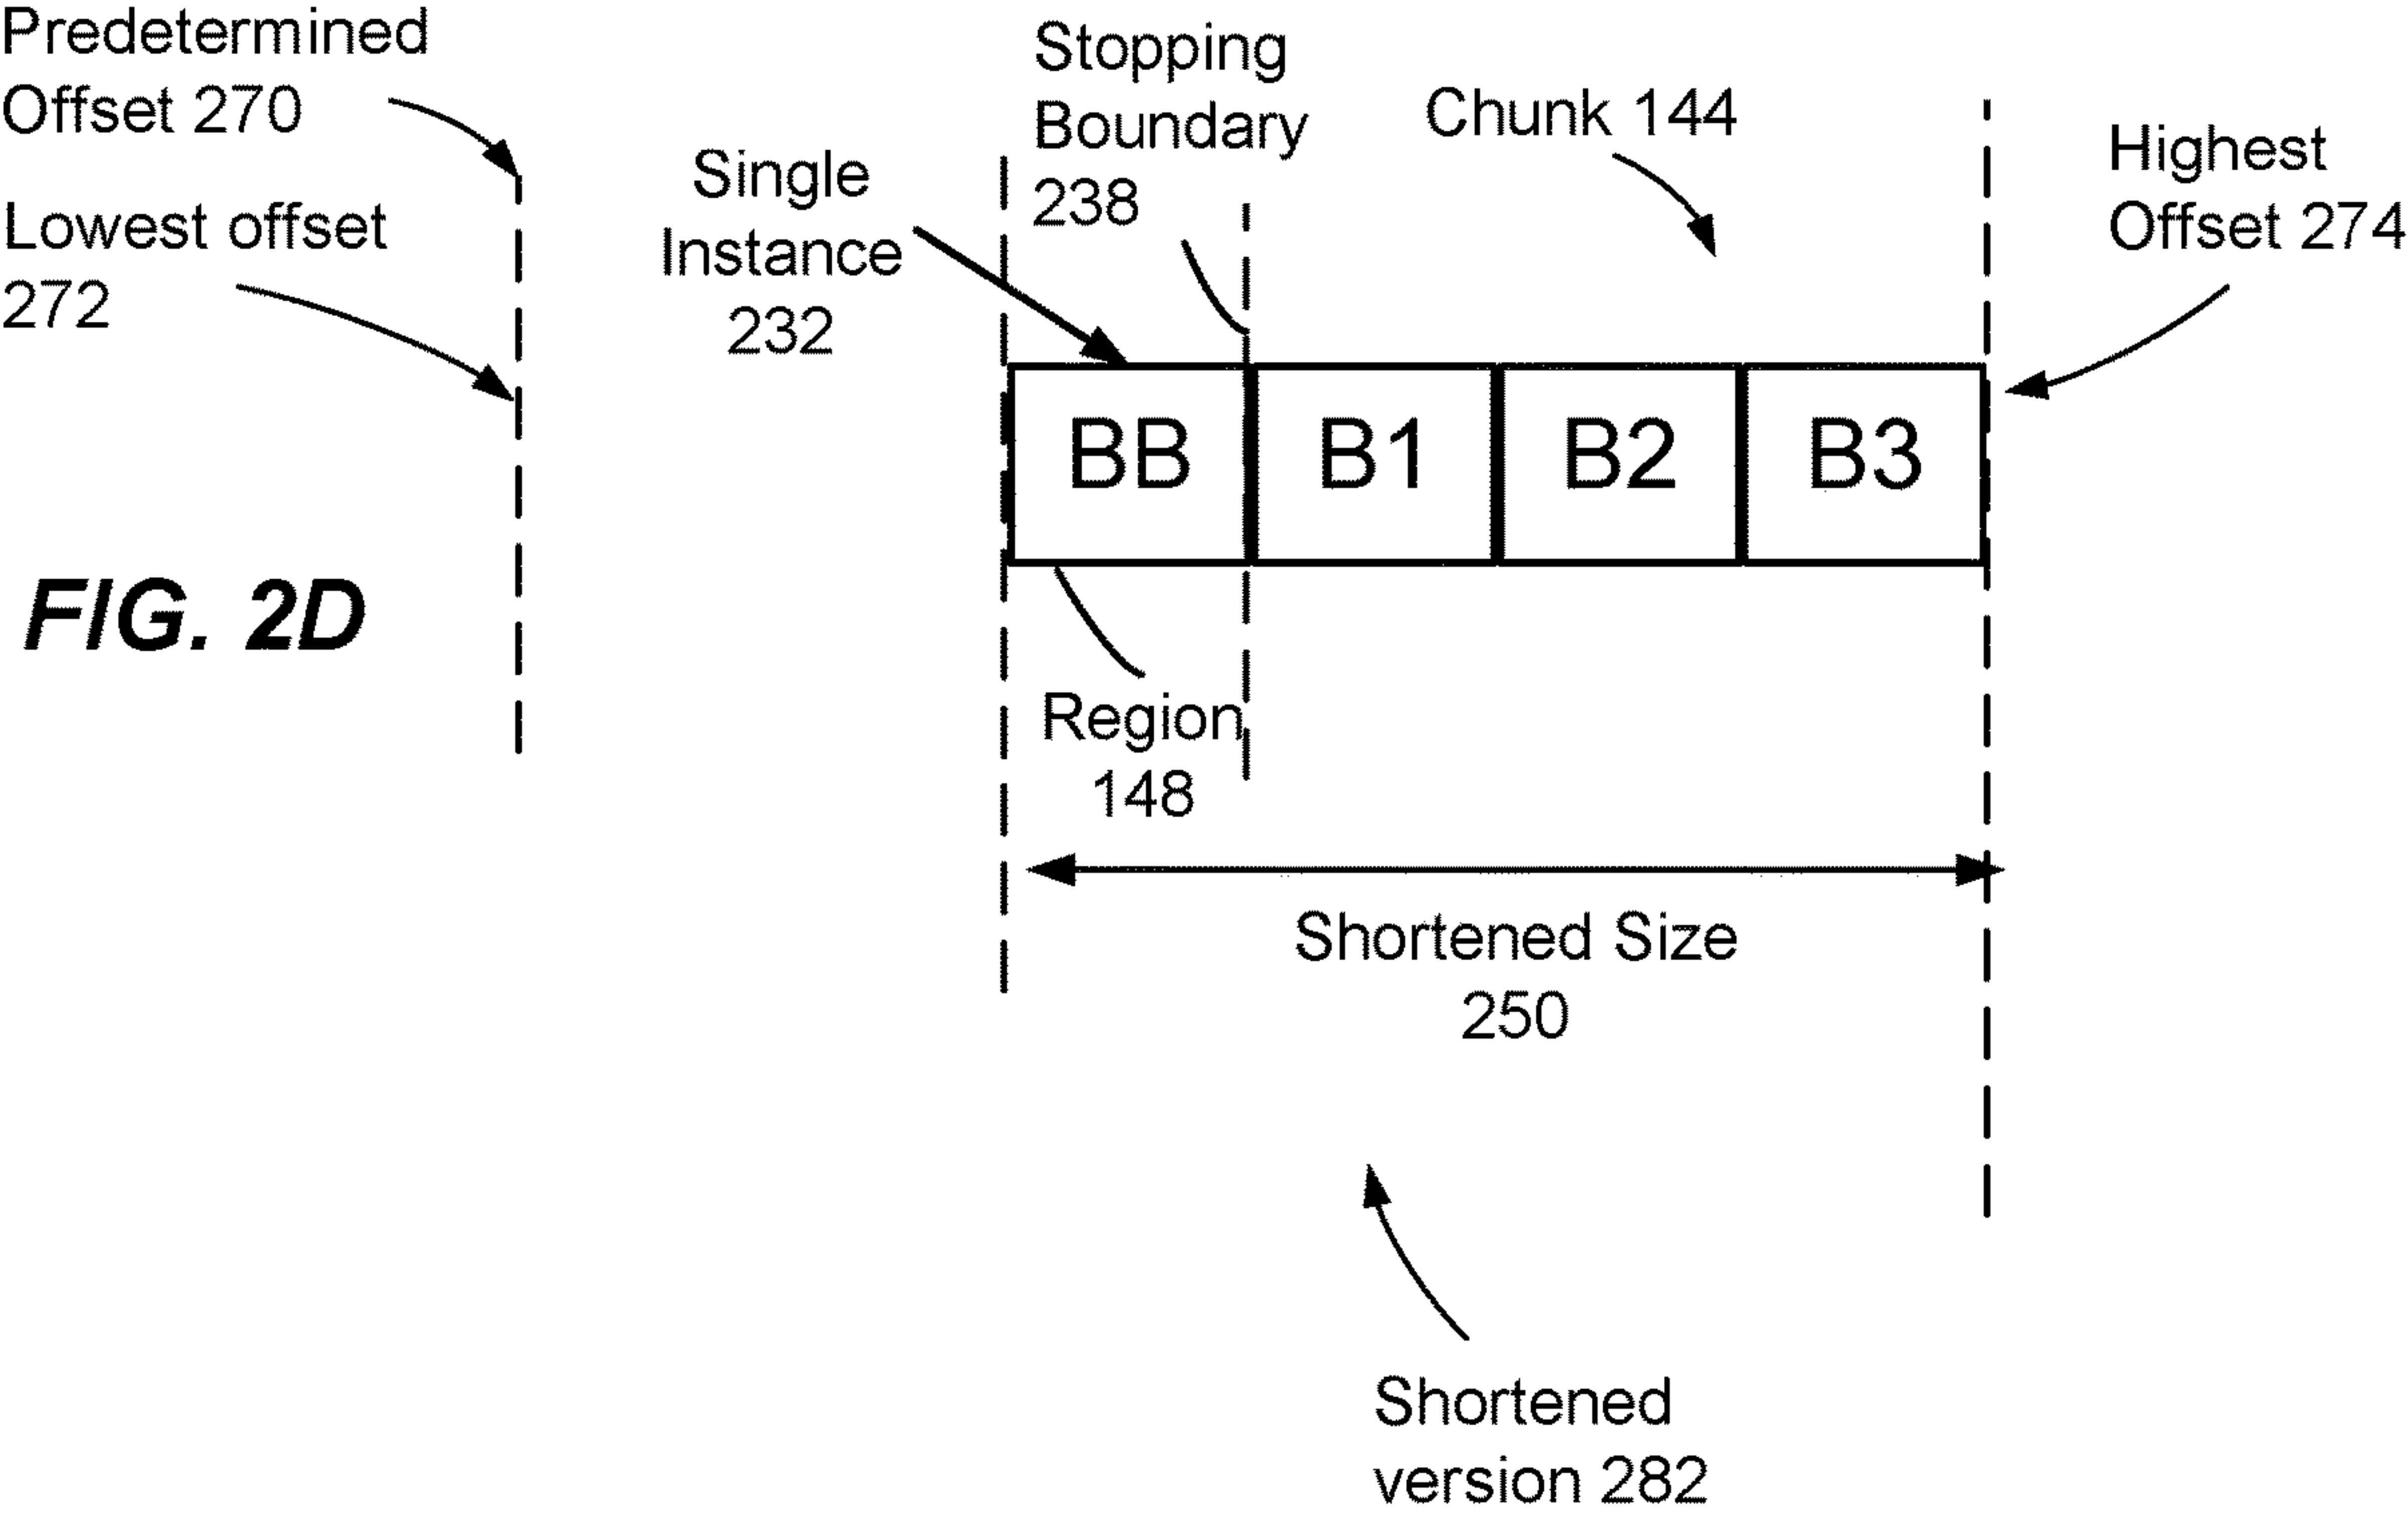 Predetermined
Offset 270
Lowest offset
272
Single
Instance
232
Stopping
Boundary
238
Chunk 144
Highest
Offset 274
BB B1 B2 B3
FIG. 2D
Region
148
Shortened Size
250
Shortened
version 282